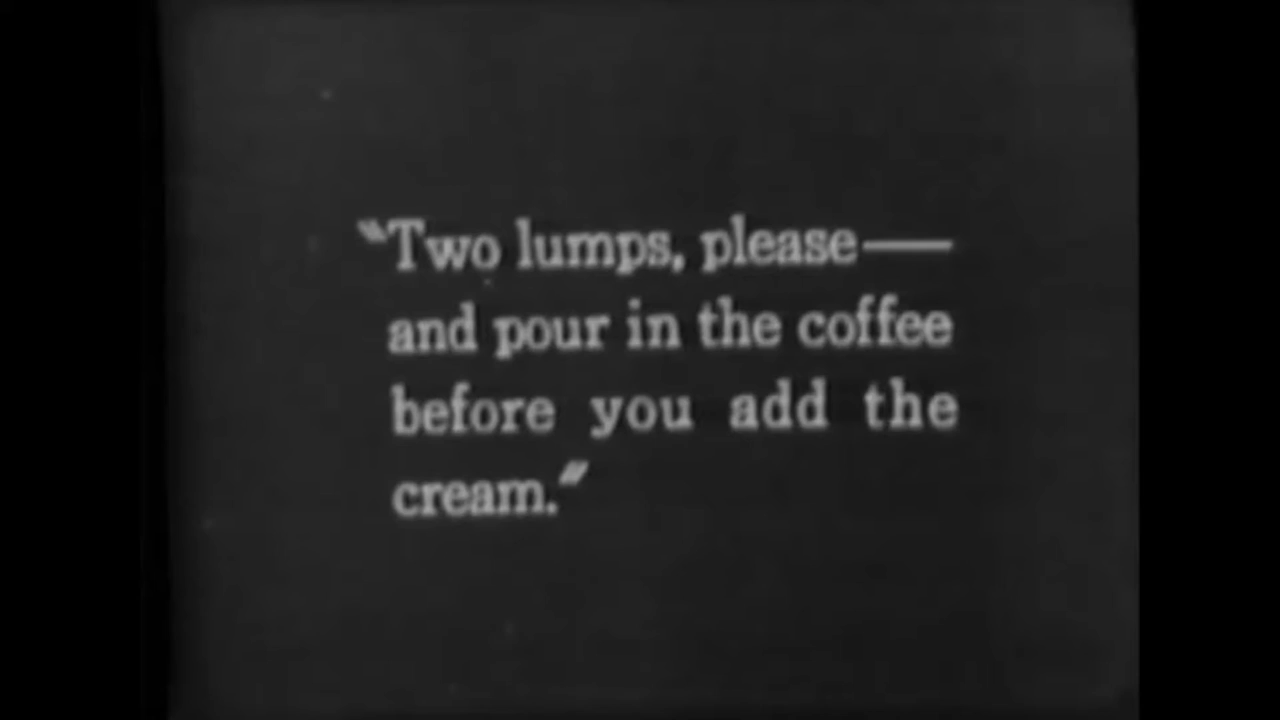 "Two lumps, please—
and pour in the coffee
before you add the
cream."